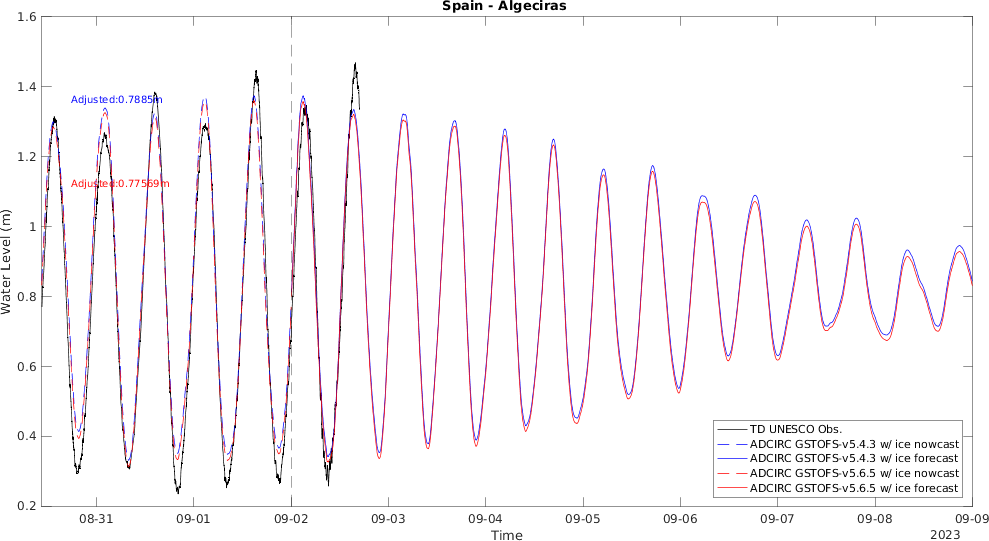 Spain - Algeciras
1.6
1.4
1.2
1
0.8
0.6
0.4
0.2
Water Level (m)
Adjusted:0.7885m
Adjusted:0.77569m
TD UNESCO Obs.
ADCIRC GSTOFS-v5.4.3 w/ ice nowcast
ADCIRC GSTOFS-v5.4.3 w/ ice forecast
ADCIRC GSTOFS-v5.6.5 w/ ice nowcast
ADCIRC GSTOFS-v5.6.5 w/ ice forecast
08-31 09-01 09-02 09-03 09-04 09-05 09-06 09-07 09-08 09-09
Time
2023